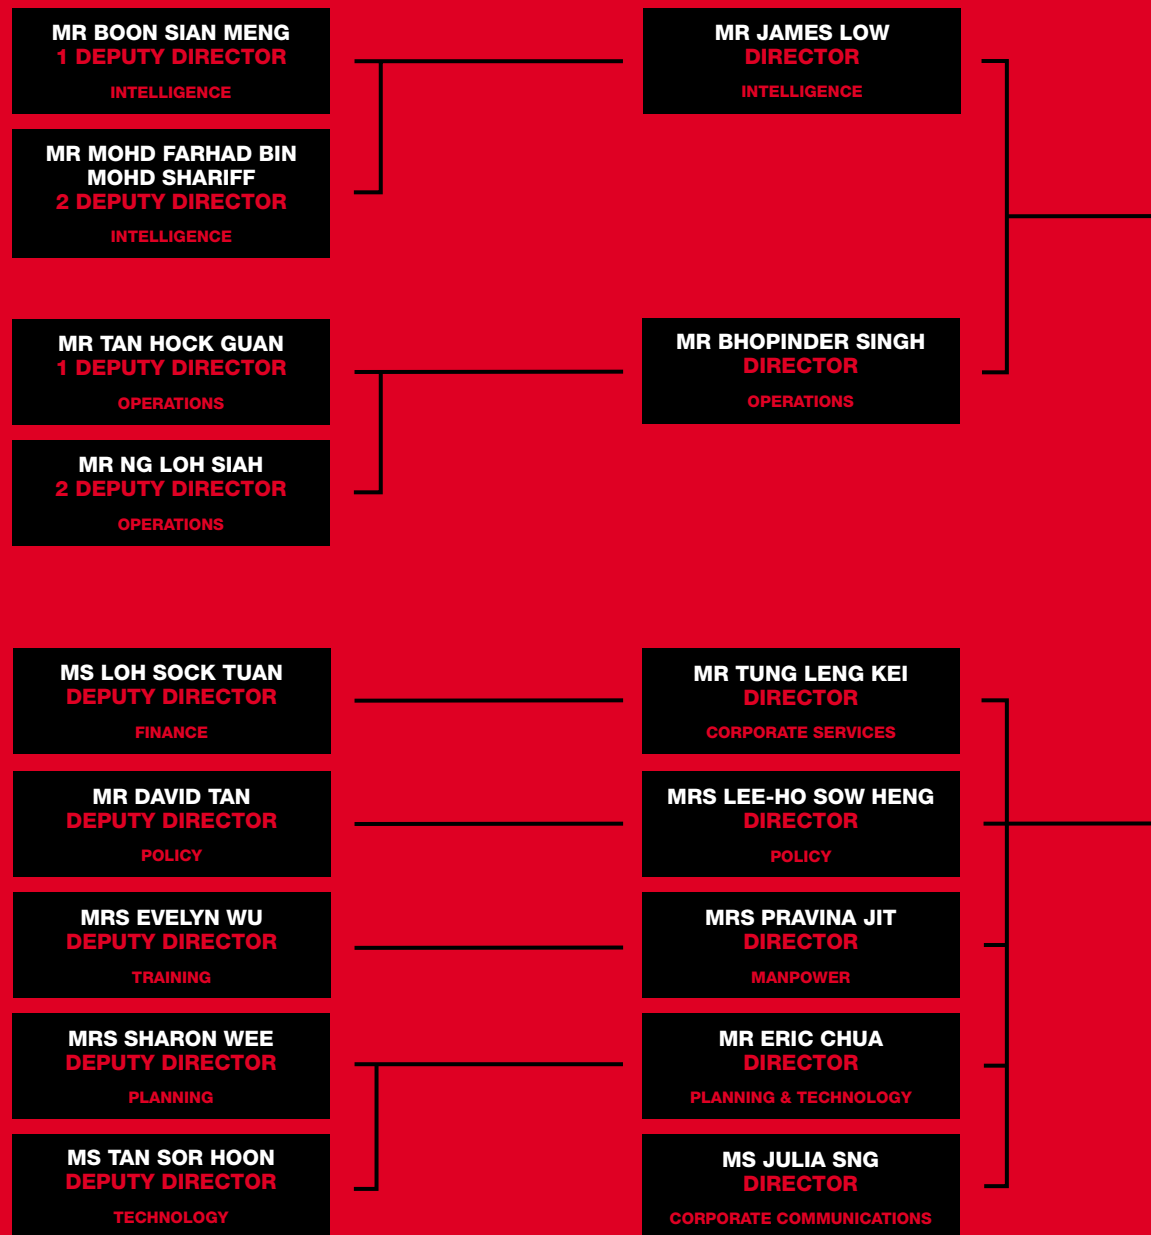 MR BOON SIAN MENG
1 DEPUTY DIRECTOR
INTELLIGENCE
MR JAMES LOW
DIRECTOR
INTELLIGENCE
MR MOHD FARHAD BIN
MOHD SHARIFF
2 DEPUTY DIRECTOR
INTELLIGENCE
MR TAN HOCK GUAN
1 DEPUTY DIRECTOR
OPERATIONS
MR BHOPINDER SINGH
DIRECTOR
OPERATIONS
MR NG LOH SIAH
2 DEPUTY DIRECTOR
OPERATIONS
MS LOH SOCK TUAN
DEPUTY DIRECTOR
FINANCE
MR TUNG LENG KEI
DIRECTOR
CORPORATE SERVICES
MR DAVID TAN
DEPUTY DIRECTOR
POLICY
MRS LEE-HO SOW HENG
DIRECTOR
POLICY
MRS EVELYN WU
DEPUTY DIRECTOR
TRAINING
MRS PRAVINA JIT
DIRECTOR
MANPOWER
MRS SHARON WEE
DEPUTY DIRECTOR
PLANNING
MR ERIC CHUA
DIRECTOR
PLANNING & TECHNOLOGY
MS TAN SOR HOON
DEPUTY DIRECTOR
TECHNOLOGY
MS JULIA SNG
DIRECTOR
CORPORATE COMMUNICATIONS